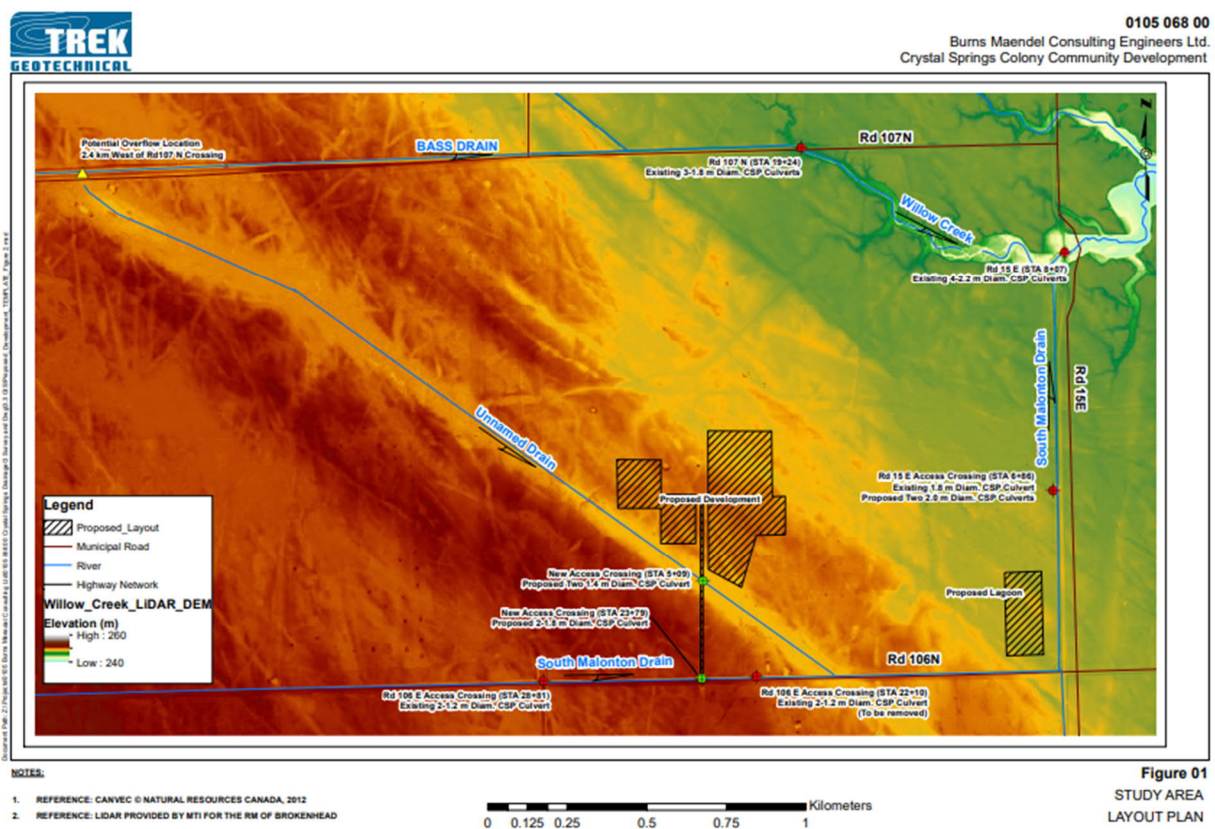 TREK
GEOTECHNICAL
0105 068 00
Burns Maendel Consulting Engineers Ltd.
Crystal Springs Colony Community Development
Potential Overflow Location
2.4 km West of Rd107 N Crossing
BASS DRAIN
Rd 107N
Rd 107 N (STA 19+24)
Existing 3-1.8 m Diam. CSP Culverts
Willow Creek
N
Rd 15 E (STA 8+07)
Existing 4-2.2 m Diam. CSP Culverts
South Malonton Drain
Rd 15E
Unnamed Drain
Proposed Development
Rd 15 E Access Crossing (STA 6+86)
Existing 1.8 m Diam. CSP Culvert
Proposed Two 2.0 m Diam. CSP Culverts
New Access Crossing (STA 5+09)
Proposed Two 1.4 m Diam. CSP Culvert
Proposed Lagoon
New Access Crossing (STA 23+79)
Proposed 2-1.8 m Diam. CSP Culvert
South Malonton Drain
Rd 106N
Rd 106 E Access Crossing (STA 28+81)
Existing 2-1.2 m Diam. CSP Culvert
Rd 106 E Access Crossing (STA 22+10)
Existing 2-1.2 m Diam. CSP Culvert
(To be removed)
Legend
Proposed_Layout
Municipal Road
River
Highway Network
Willow_Creek_LiDAR_DEM
Elevation (m)
High : 260
Low : 240
NOTES:
1. REFERENCE: CANVEC © NATURAL RESOURCES CANADA, 2012
2. REFERENCE: LIDAR PROVIDED BY MTI FOR THE RM OF BROKENHEAD
Kilometers
0 0.125 0.25 0.5 0.75 1
Figure 01
STUDY AREA
LAYOUT PLAN